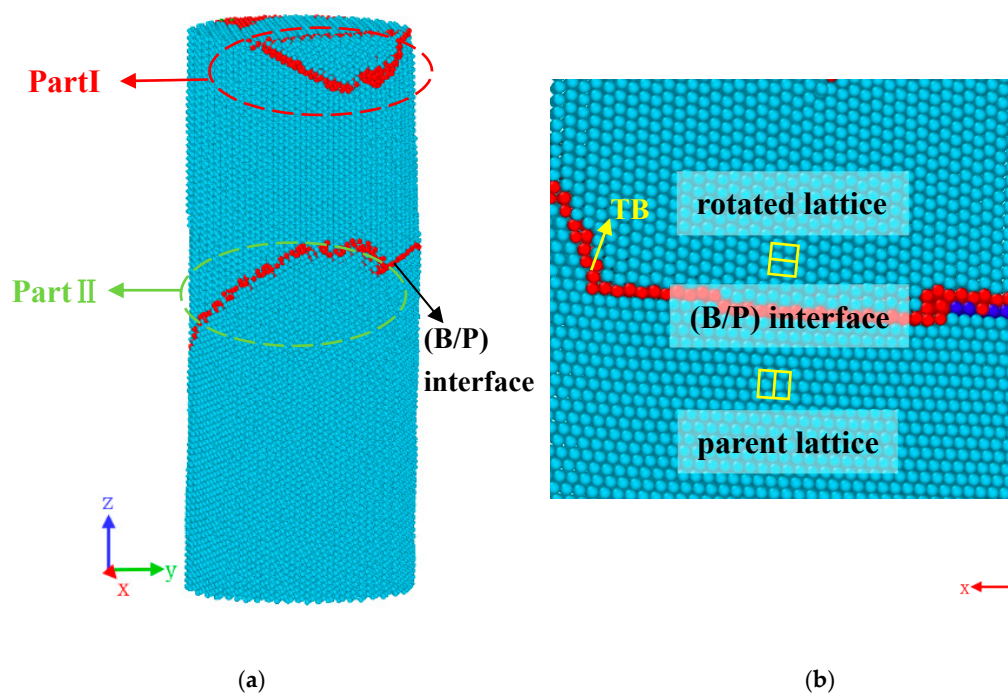 PartI
PartⅡ
(B/P)
interface
z
y
x
TB
rotated lattice
(B/P) interface
parent lattice
x
(a)
(b)